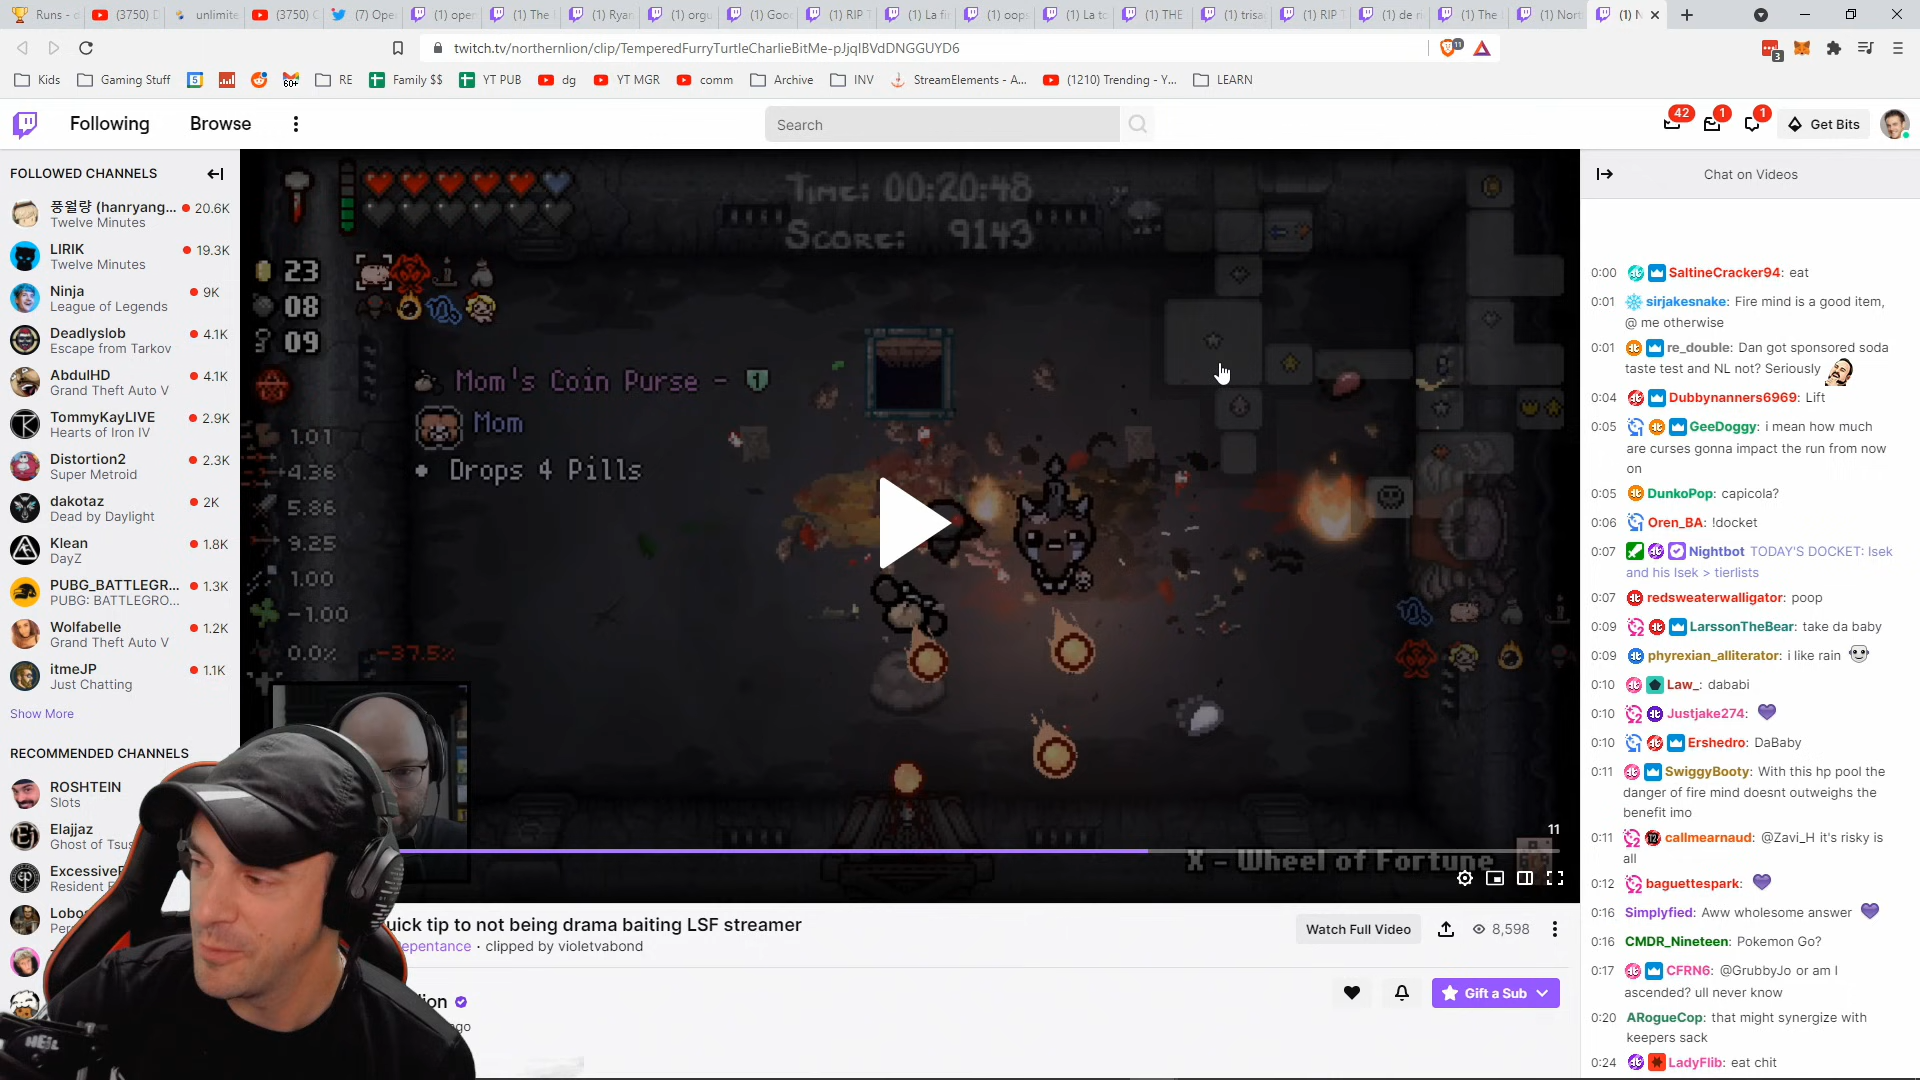 Runs -
(3750) D
unlimite
(3750) C
(7) Ope
(1) open
(1) The
(1) Ryan
(1) orgu
(1) Goo
(1) RIP T
(1) La fi
(1) oops
(1) La to
(1) THE
(1) trisa
(1) RIP T
(1) de ri
(1) The
(1) Nort
(1) N
twitch.tv/northernlion/clip/TemperedFurryTurtleCharlieBitMe-pJjqIBVdDNGGUYD6
11
3
Kids
Gaming Stuff
5
60+
RE
Family $$
YT PUB
dg
YT MGR
comm
Archive
INV
StreamElements - A...
(1210) Trending - Y...
LEARN
Following
Browse
Search
42
1
1
Get Bits
FOLLOWED CHANNELS
풍월량 (hanryang... 20.6K
Twelve Minutes
LIRIK 19.3K
Twelve Minutes
Ninja 9K
League of Legends
Deadlyslob 4.1K
Escape from Tarkov
AbdulHD 4.1K
Grand Theft Auto V
TommyKayLIVE 2.9K
Hearts of Iron IV
Distortion2 2.3K
Super Metroid
dakotaz 2K
Dead by Daylight
Klean 1.8K
DayZ
PUBG_BATTLEGR... 1.3K
PUBG: BATTLEGRO...
Wolfabelle 1.2K
Grand Theft Auto V
itmeJP 1.1K
Just Chatting
Show More
RECOMMENDED CHANNELS
ROSHTEIN
Slots
Elajjaz
Ghost of Tsus
Excessive
Resident
Lobos
Time: 00:20:48
Score: 9143
23
08
09
Mom's Coin Purse - 1
Mom
• Drops 4 Pills
1.01
4.36
5.86
9.25
1.00
-1.00
0.0%
-37.5%
11
X - Wheel of Fortune
uick tip to not being drama baiting LSF streamer
epentance · clipped by violetvabond
Watch Full Video
8,598
lion
ago
Gift a Sub
HEIL
Chat on Videos
0:00 SaltineCracker94: eat
0:01 sirjakesnake: Fire mind is a good item,
@ me otherwise
0:01 re_double: Dan got sponsored soda
taste test and NL not? Seriously
0:04 Dubbynanners6969: Lift
0:05 GeeDoggy: i mean how much
are curses gonna impact the run from now
on
0:05 DunkoPop: capicola?
0:06 Oren_BA: !docket
0:07 Nightbot TODAY'S DOCKET: Isek
and his Isek > tierlists
0:07 redsweaterwalligator: poop
0:09 LarssonTheBear: take da baby
0:09 phyrexian_alliterator: i like rain
0:10 Law_: dababi
0:10 Justjake274:
0:10 Ershedro: DaBaby
0:11 SwiggyBooty: With this hp pool the
danger of fire mind doesnt outweighs the
benefit imo
0:11 callmearnaud: @Zavi_H it's risky is
all
0:12 baguettespark:
0:16 Simplyfied: Aww wholesome answer
0:16 CMDR_Nineteen: Pokemon Go?
0:17 CFRN6: @GrubbyJo or am I
ascended? ull never know
0:20 ARogueCop: that might synergize with
keepers sack
0:24 LadyFlib: eat chit